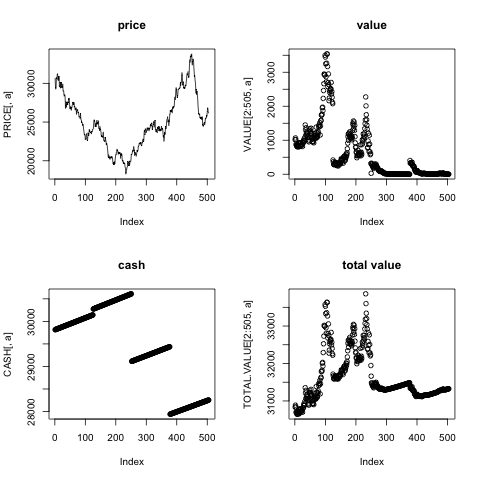 price
PRICE[, a]
30000
25000
20000
0 100 200 300 400 500
Index
value
VALUE[2:505, a]
3000
2000
1000
0
0 100 200 300 400 500
Index
cash
CASH[, a]
30000
29000
28000
0 100 200 300 400 500
Index
total value
TOTAL.VALUE[2:505, a]
33000
32000
31000
0 100 200 300 400 500
Index